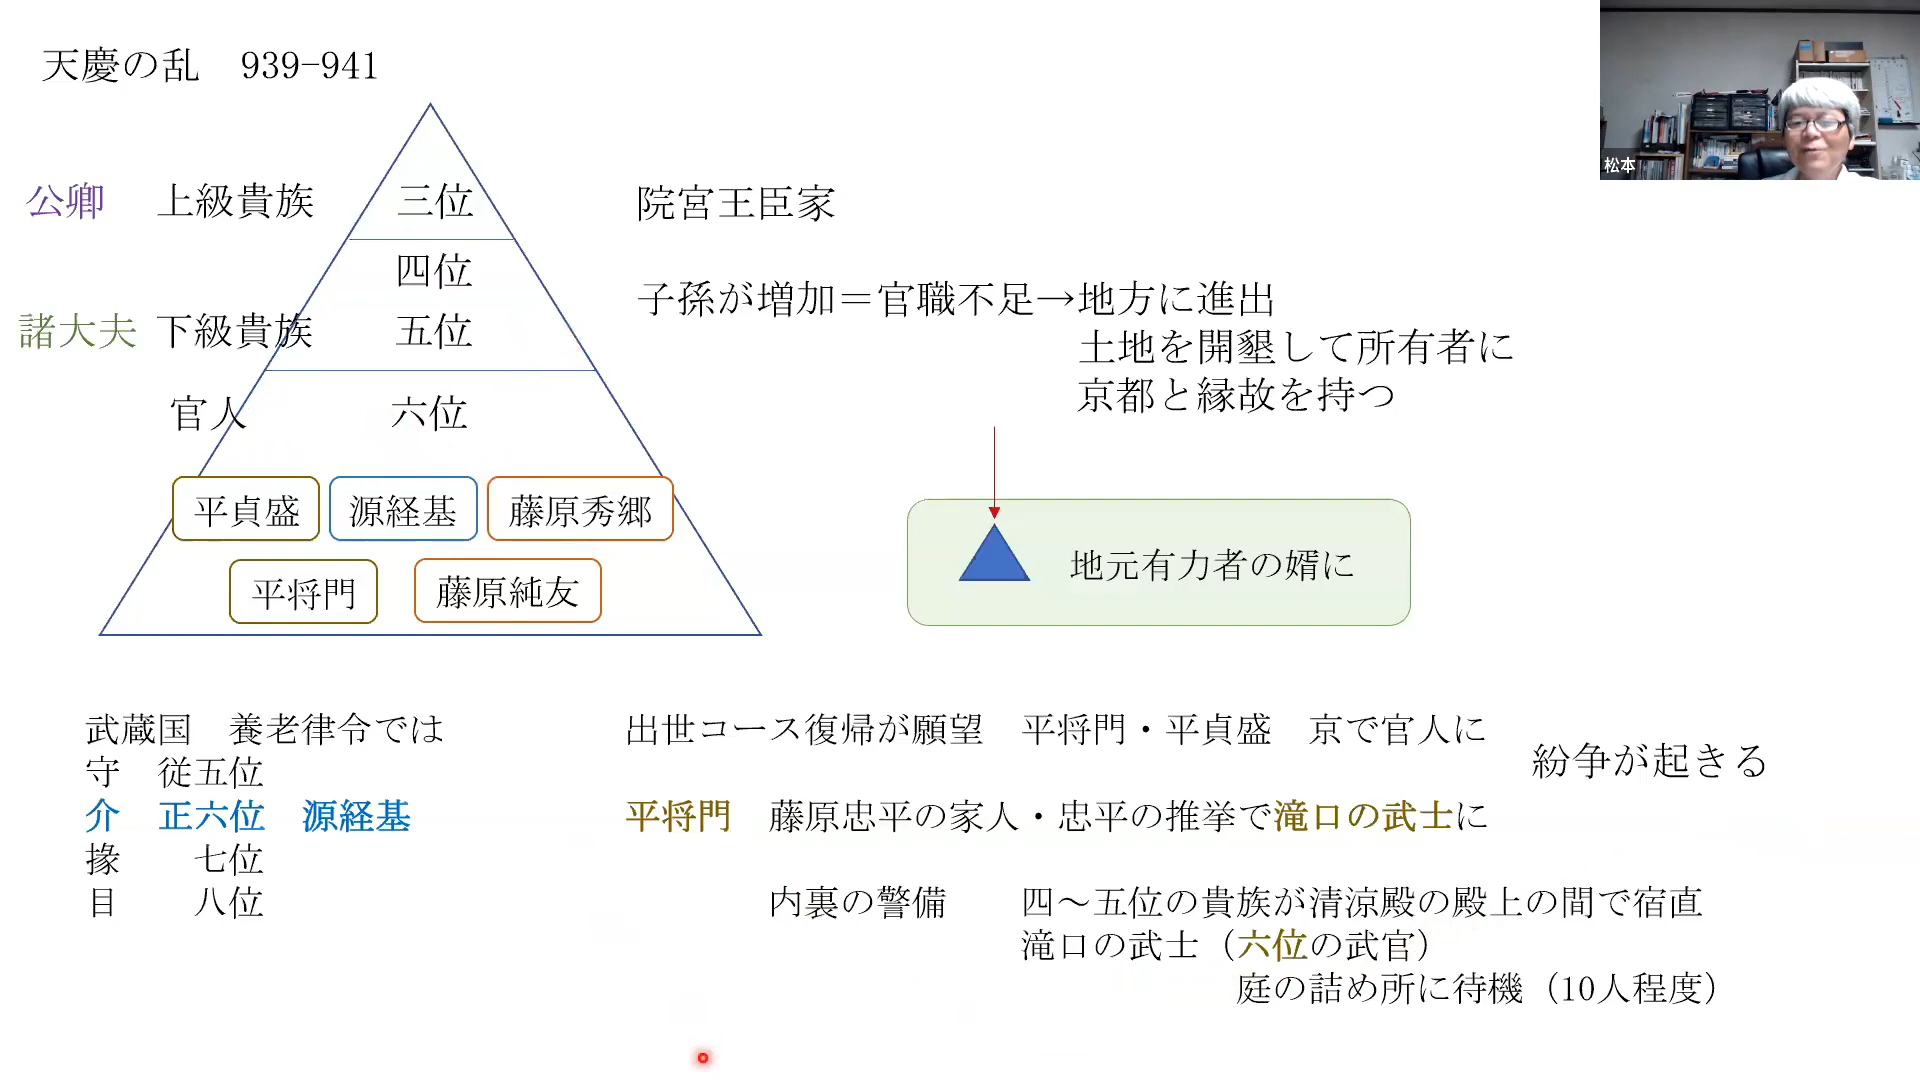 天慶の乱　939-941
松本
公卿　上級貴族　三位　院宮王臣家
四位
子孫が増加＝官職不足→地方に進出
諸大夫　下級貴族　五位
土地を開墾して所有者に
京都と縁故を持つ
官人　六位
平貞盛　源経基　藤原秀郷
地元有力者の婿に
平将門　藤原純友
武蔵国　養老律令では
守　従五位
介　正六位　源経基
掾　七位
目　八位
出世コース復帰が願望　平将門・平貞盛　京で官人に
紛争が起きる
平将門　藤原忠平の家人・忠平の推挙で滝口の武士に
内裏の警備　四～五位の貴族が清涼殿の殿上の間で宿直
滝口の武士（六位の武官）
庭の詰め所に待機（10人程度）